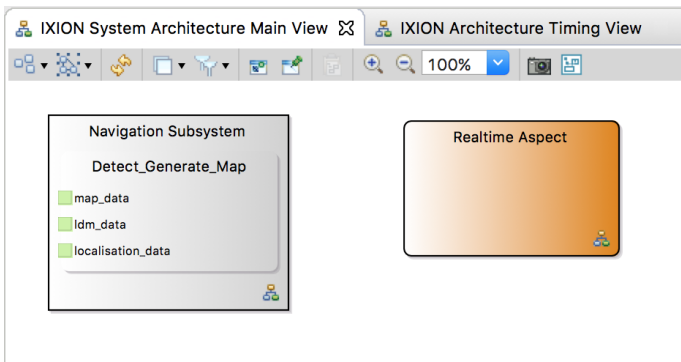 IXION System Architecture Main View
IXION Architecture Timing View
100%
Navigation Subsystem
Detect_Generate_Map
map_data
ldm_data
localisation_data
Realtime Aspect